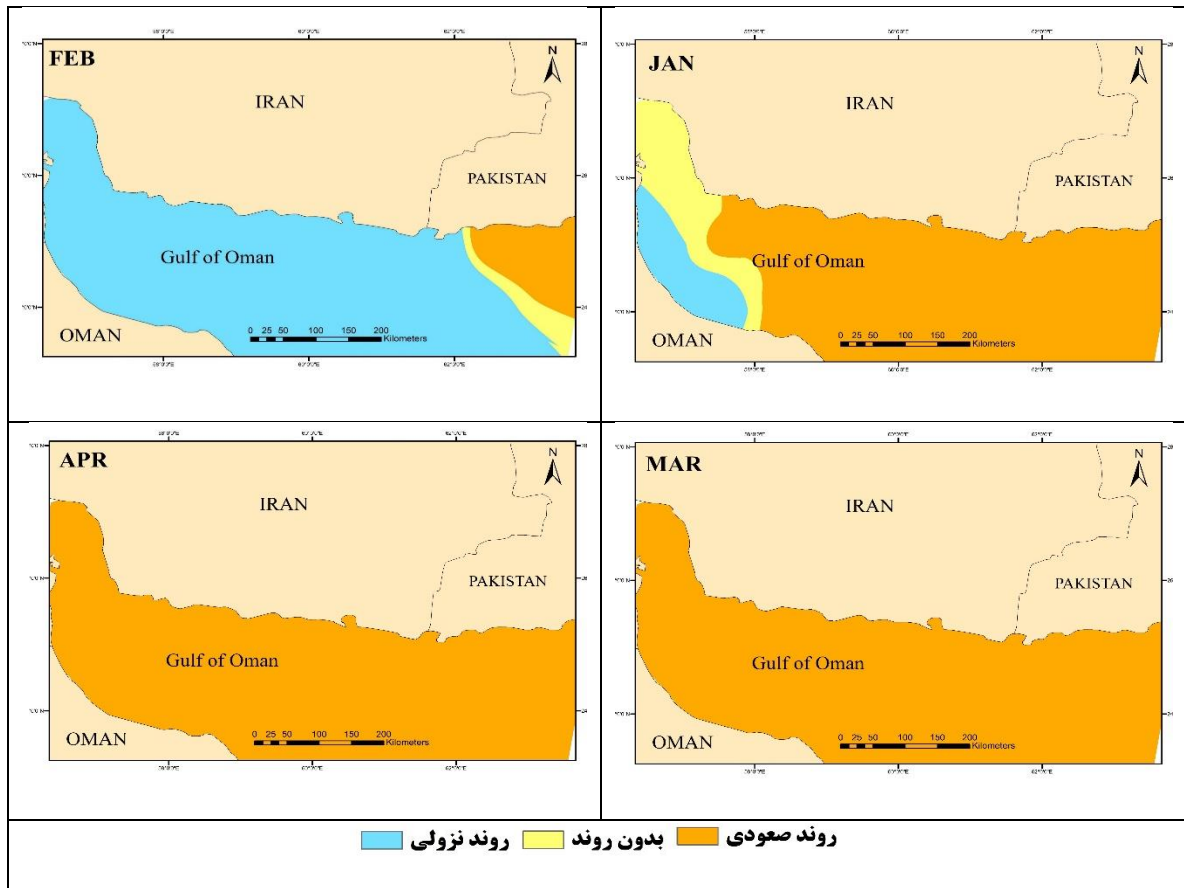 JAN
N
IRAN
PAKISTAN
Gulf of Oman
OMAN
0 25 50 100 150 200
Kilometers
FEB
N
IRAN
PAKISTAN
Gulf of Oman
OMAN
0 25 50 100 150 200
Kilometers
MAR
N
IRAN
PAKISTAN
Gulf of Oman
OMAN
0 25 50 100 150 200
Kilometers
APR
N
IRAN
PAKISTAN
Gulf of Oman
OMAN
0 25 50 100 150 200
Kilometers
روند صعودی بدون روند روند نزولی